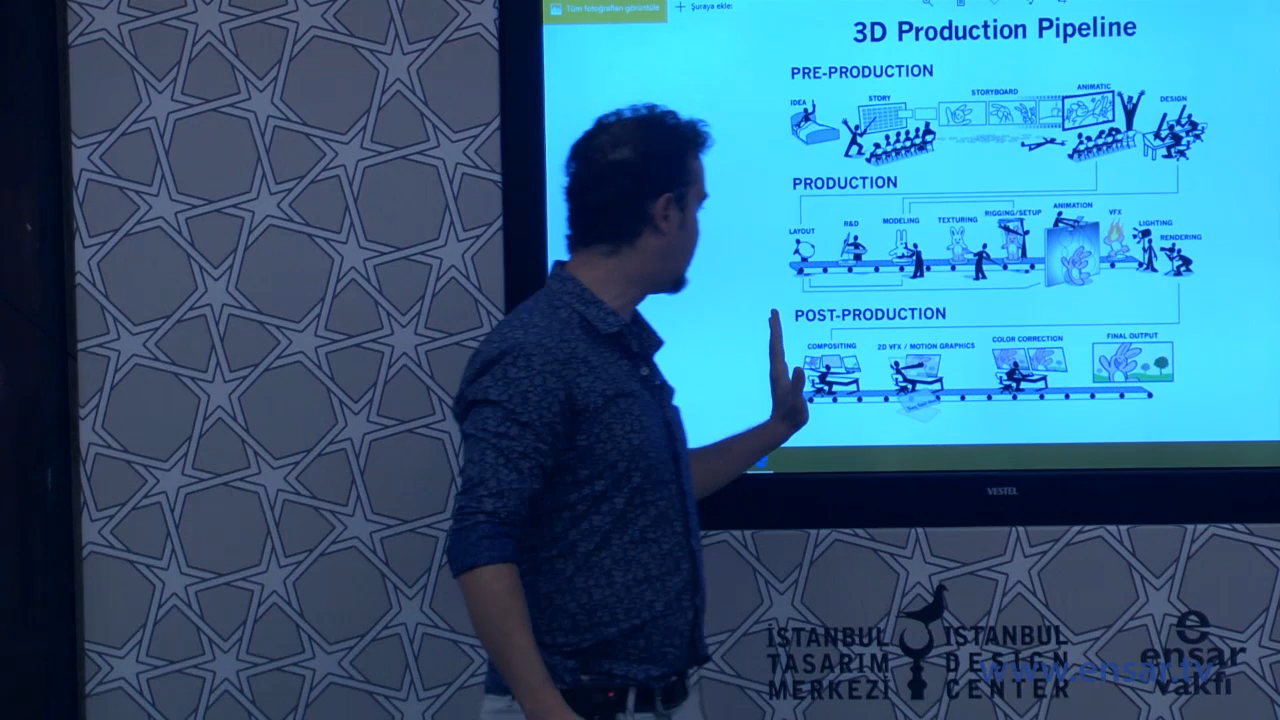 Tüm fotoğrafları görüntüle
Şuraya ekle:
3D Production Pipeline
PRE-PRODUCTION
IDEA
STORY
STORYBOARD
ANIMATIC
DESIGN
PRODUCTION
LAYOUT
R&D
MODELING
TEXTURING
RIGGING/SETUP
ANIMATION
VFX
LIGHTING
RENDERING
POST-PRODUCTION
COMPOSITING
2D VFX / MOTION GRAPHICS
COLOR CORRECTION
FINAL OUTPUT
VESTEL
İSTANBUL
TASARIM
MERKEZİ
ISTANBUL
DESIGN
CENTER
e
ensar
vakfı
www.ensar.tv